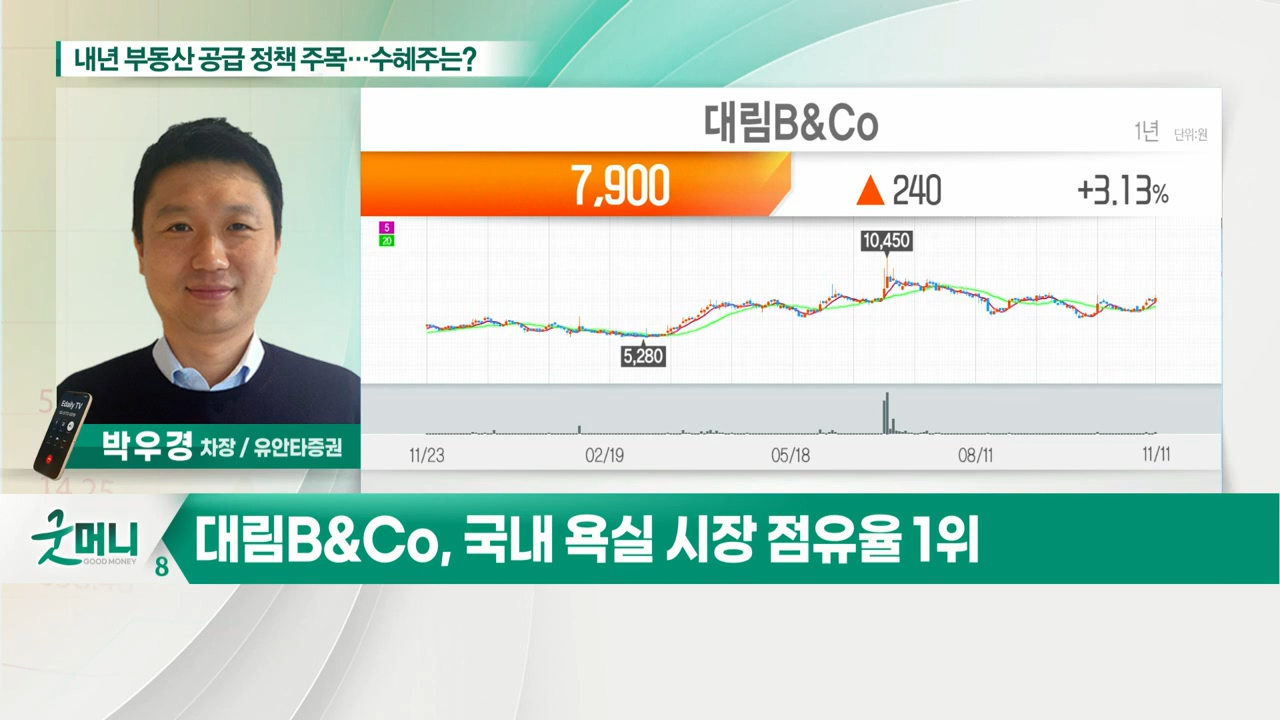 내년 부동산 공급 정책 주목…수혜주는?
대림B&Co
1년 단위:원
7,900 ▲ 240 +3.13%
5
20
10,450
5,280
11/23 02/19 05/18 08/11 11/11
Edaily TV
박우경 차장 / 유안타증권
14.25
굿머니
GOOD MONEY
8
대림B&Co, 국내 욕실 시장 점유율 1위